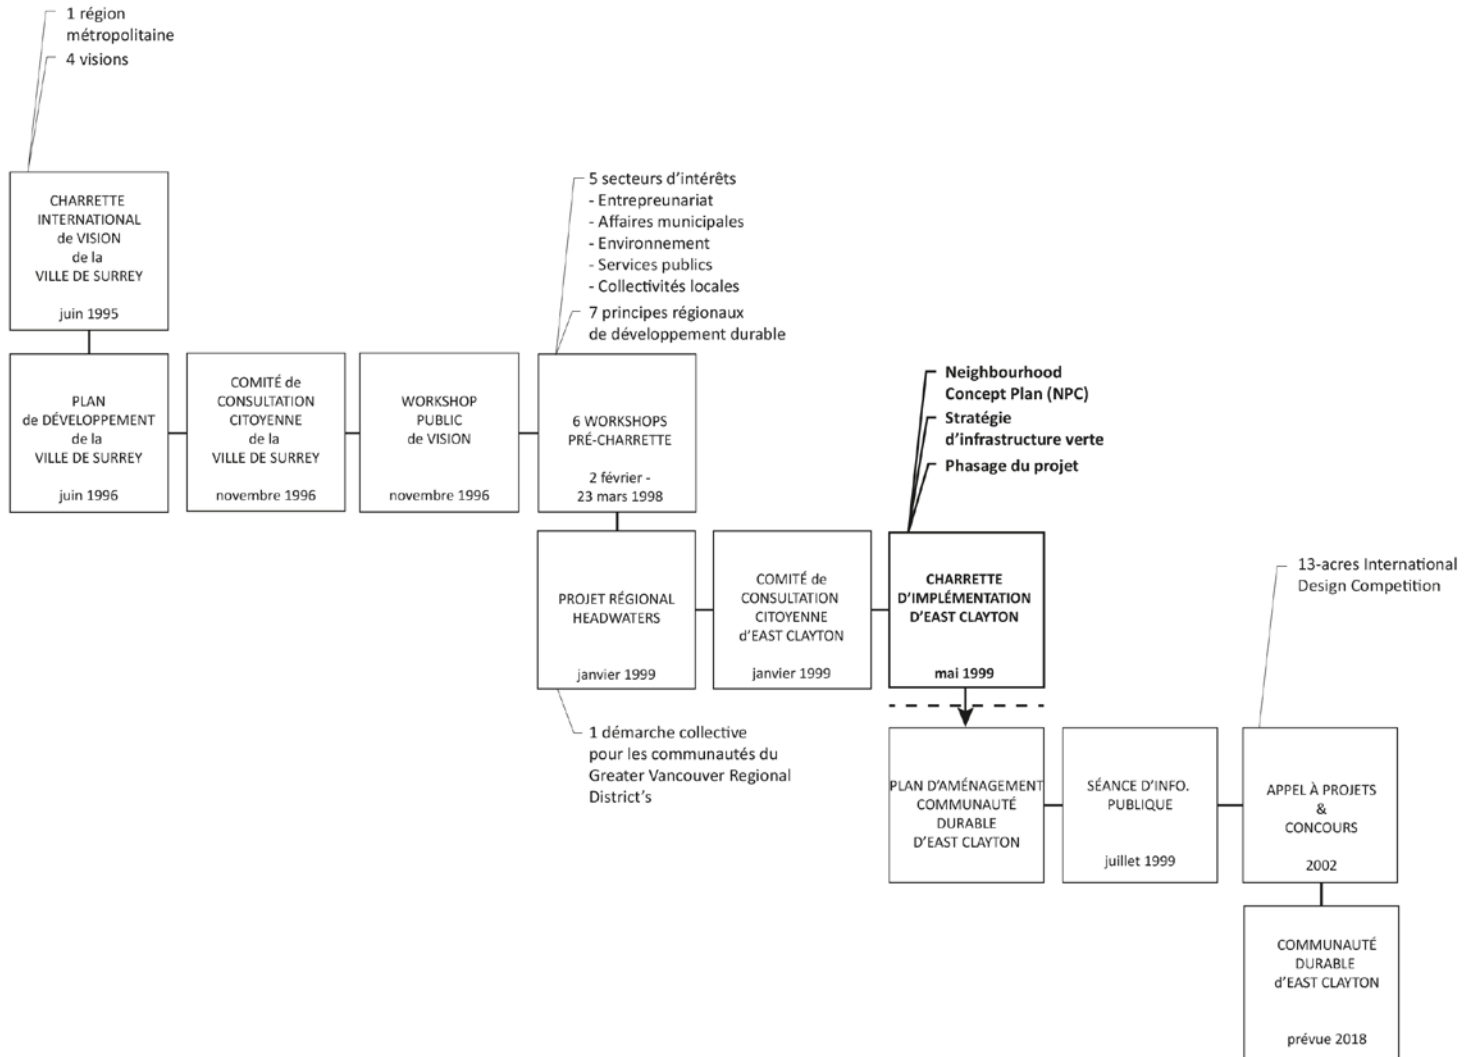 1 région
métropolitaine
4 visions
CHARRETTE
INTERNATIONAL
de VISION
de la
VILLE DE SURREY
juin 1995
PLAN
de DÉVELOPPEMENT
de la
VILLE DE SURREY
juin 1996
COMITÉ de
CONSULTATION
CITOYENNE
de la
VILLE DE SURREY
novembre 1996
WORKSHOP
PUBLIC
de VISION
novembre 1996
5 secteurs d'intérêts
- Entrepreunariat
- Affaires municipales
- Environnement
- Services publics
- Collectivités locales
7 principes régionaux
de développement durable
6 WORKSHOPS
PRÉ-CHARRETTE
2 février -
23 mars 1998
PROJET RÉGIONAL
HEADWATERS
janvier 1999
1 démarche collective
pour les communautés du
Greater Vancouver Regional
District's
COMITÉ de
CONSULTATION
CITOYENNE
d'EAST CLAYTON
janvier 1999
Neighbourhood
Concept Plan (NPC)
Stratégie
d'infrastructure verte
Phasage du projet
CHARRETTE
D'IMPLÉMENTATION
D'EAST CLAYTON
mai 1999
PLAN D'AMÉNAGEMENT
COMMUNAUTÉ
DURABLE
D'EAST CLAYTON
SÉANCE D'INFO.
PUBLIQUE
juillet 1999
13-acres International
Design Competition
APPEL À PROJETS
&
CONCOURS
2002
COMMUNAUTÉ
DURABLE
d'EAST CLAYTON
prévue 2018